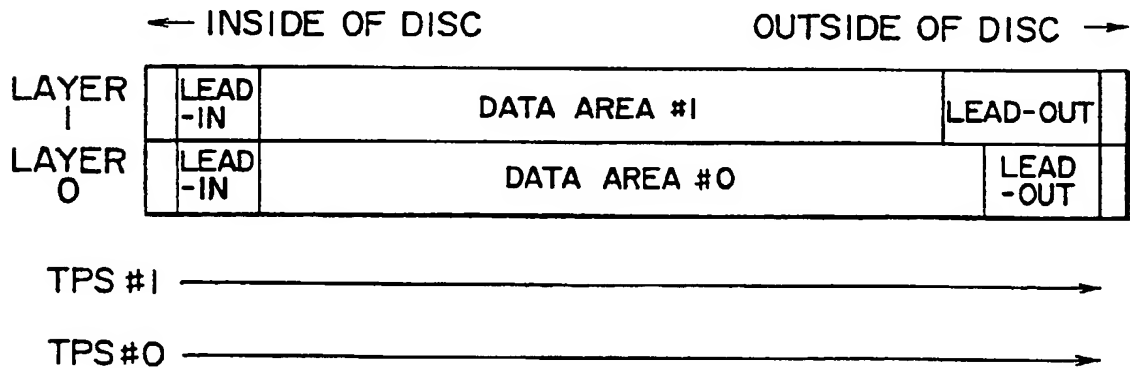 ← INSIDE OF DISC OUTSIDE OF DISC →
LAYER 1
LEAD-IN
DATA AREA #1
LEAD-OUT
LAYER 0
LEAD-IN
DATA AREA #0
LEAD-OUT
TPS #1
TPS#0